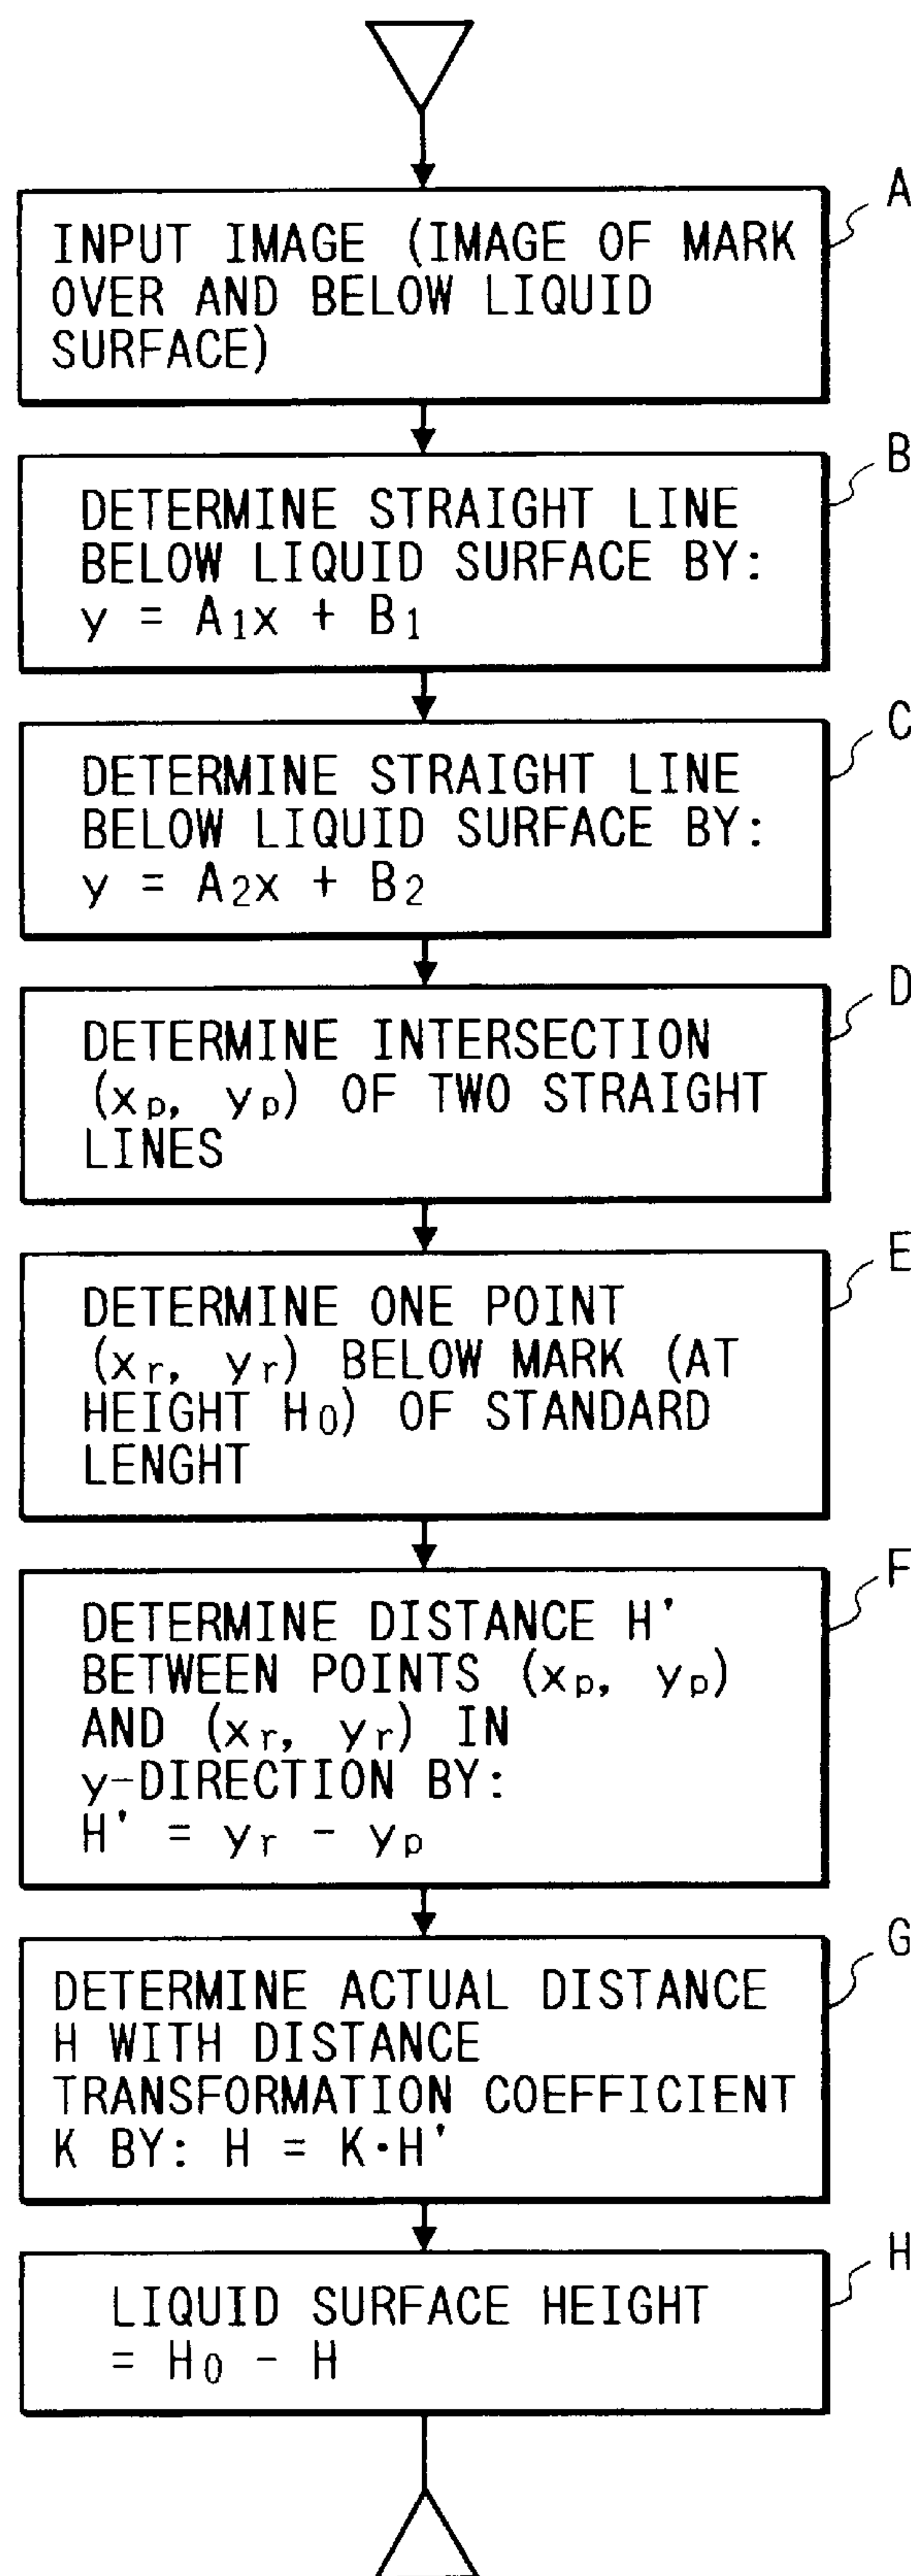 A
INPUT IMAGE (IMAGE OF MARK
OVER AND BELOW LIQUID
SURFACE)
B
DETERMINE STRAIGHT LINE
BELOW LIQUID SURFACE BY:
y = A₁x + B₁
C
DETERMINE STRAIGHT LINE
BELOW LIQUID SURFACE BY:
y = A₂x + B₂
D
DETERMINE INTERSECTION
(xₚ, yₚ) OF TWO STRAIGHT
LINES
E
DETERMINE ONE POINT
(xᵣ, yᵣ) BELOW MARK (AT
HEIGHT H₀) OF STANDARD
LENGHT
F
DETERMINE DISTANCE H'
BETWEEN POINTS (xₚ, yₚ)
AND (xᵣ, yᵣ) IN
y-DIRECTION BY:
H' = yᵣ - yₚ
G
DETERMINE ACTUAL DISTANCE
H WITH DISTANCE
TRANSFORMATION COEFFICIENT
K BY: H = K·H'
H
LIQUID SURFACE HEIGHT
= H₀ - H